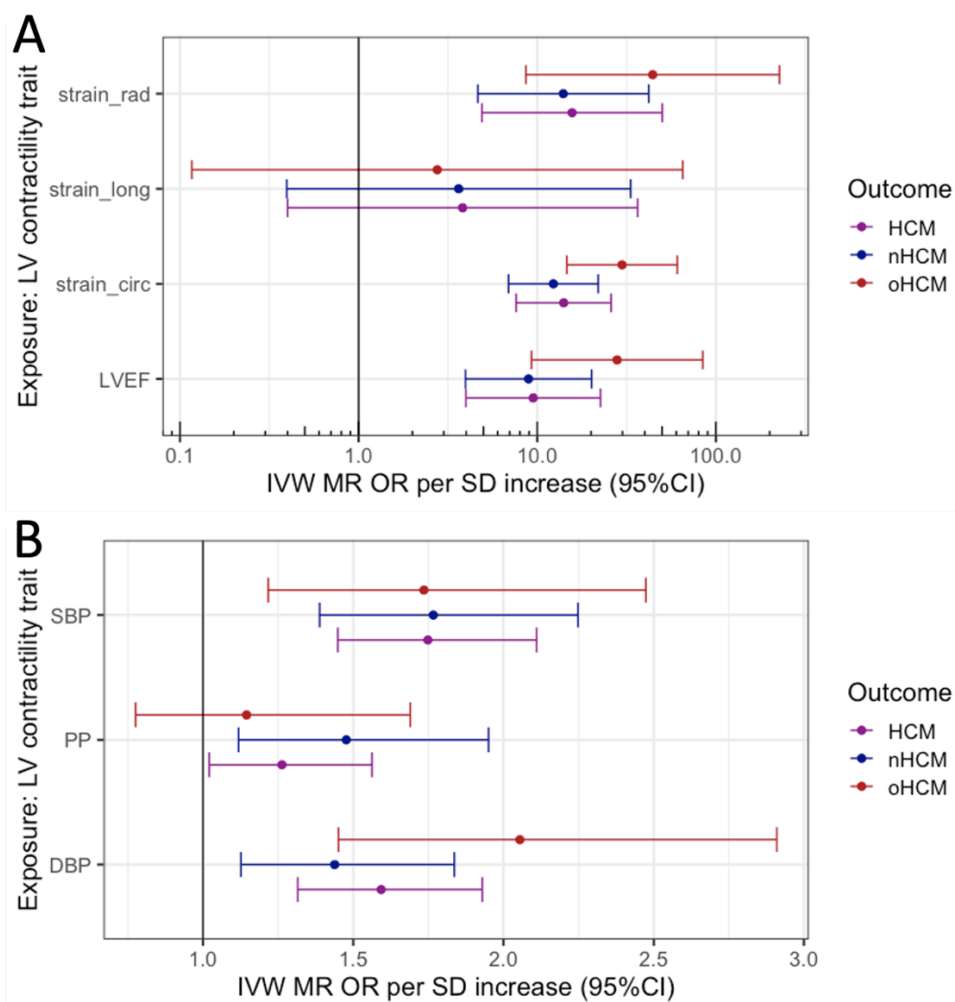 A
Exposure: LV contractility trait
strain_rad
strain_long
strain_circ
LVEF
0.1 1.0 10.0 100.0
IVW MR OR per SD increase (95%CI)
Outcome
HCM
nHCM
oHCM
B
Exposure: LV contractility trait
SBP
PP
DBP
1.0 1.5 2.0 2.5 3.0
IVW MR OR per SD increase (95%CI)
Outcome
HCM
nHCM
oHCM